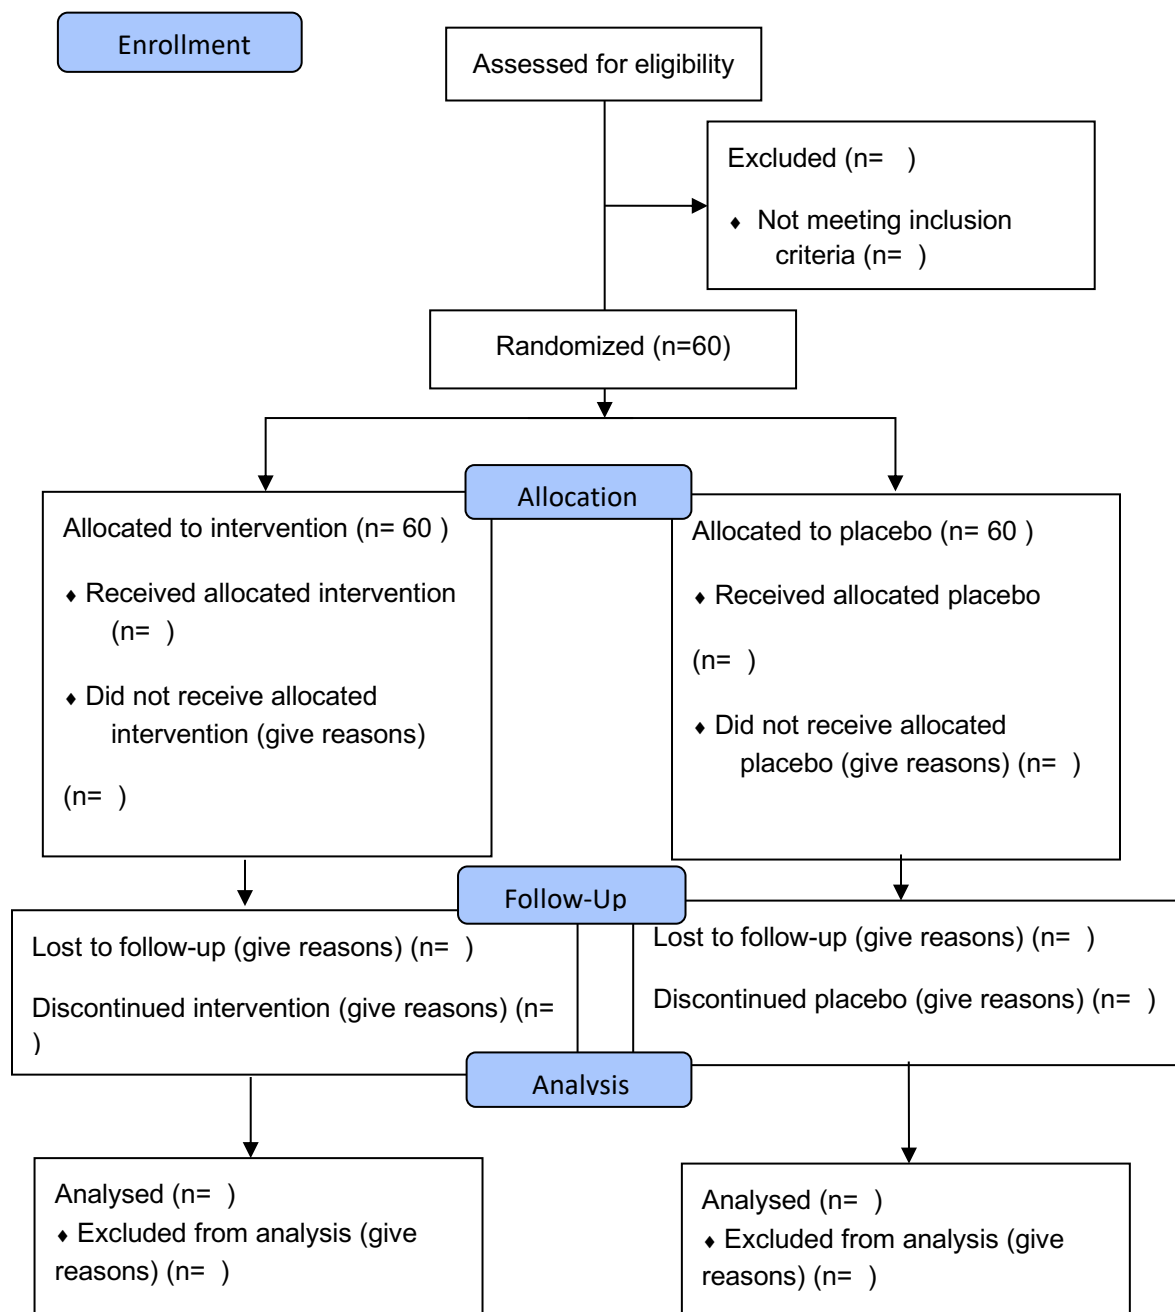 Enrollment
Assessed for eligibility
Excluded (n=   )
♦ Not meeting inclusion
criteria (n=  )
Randomized (n=60)
Allocation
Allocated to intervention (n= 60 )
♦ Received allocated intervention
(n=  )
♦ Did not receive allocated
intervention (give reasons)
(n=  )
Allocated to placebo (n= 60 )
♦ Received allocated placebo
(n=  )
♦ Did not receive allocated
placebo (give reasons) (n=  )
Follow-Up
Lost to follow-up (give reasons) (n=  )
Discontinued intervention (give reasons) (n=
)
Lost to follow-up (give reasons) (n=  )
Discontinued placebo (give reasons) (n=  )
Analysis
Analysed (n=  )
♦ Excluded from analysis (give
reasons) (n=  )
Analysed (n=  )
♦ Excluded from analysis (give
reasons) (n=  )